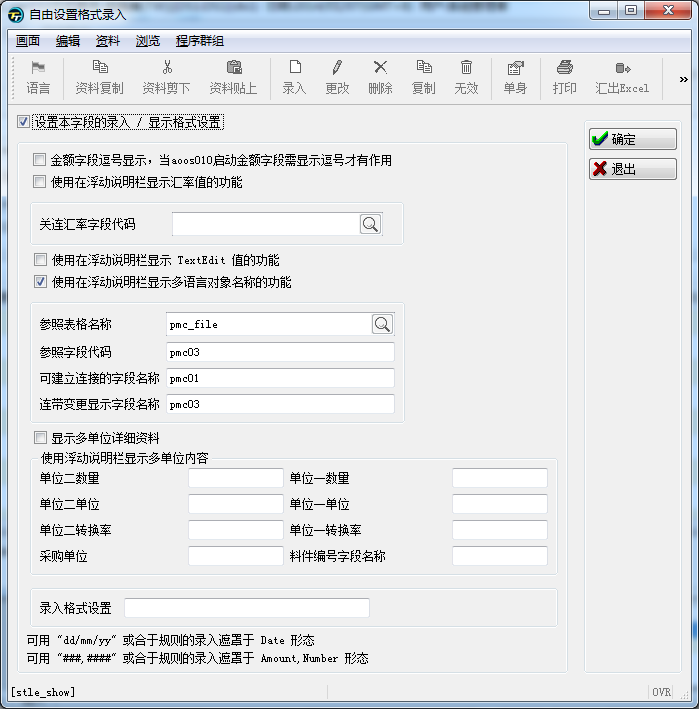 自由设置格式录入
画面 编辑 资料 浏览 程序群组
语言 资料复制 资料剪下 资料贴上 录入 更改 删除 复制 无效 单身 打印 汇出Excel »
设置本字段的录入 / 显示格式设置
确定
金额字段逗号显示，当aoos010启动金额字段需显示逗号才有作用
退出
使用在浮动说明栏显示汇率值的功能
关连汇率字段代码
使用在浮动说明栏显示 TextEdit 值的功能
使用在浮动说明栏显示多语言对象名称的功能
参照表格名称 pmc_file
参照字段代码 pmc03
可建立连接的字段名称 pmc01
连带变更显示字段名称 pmc03
显示多单位详细资料
使用浮动说明栏显示多单位内容
单位二数量 单位一数量
单位二单位 单位一单位
单位二转换率 单位一转换率
采购单位 料件编号字段名称
录入格式设置
可用 "dd/mm/yy" 或合于规则的录入遮罩于 Date 形态
可用 "###,####" 或合于规则的录入遮罩于 Amount,Number 形态
[stle_show] OVR